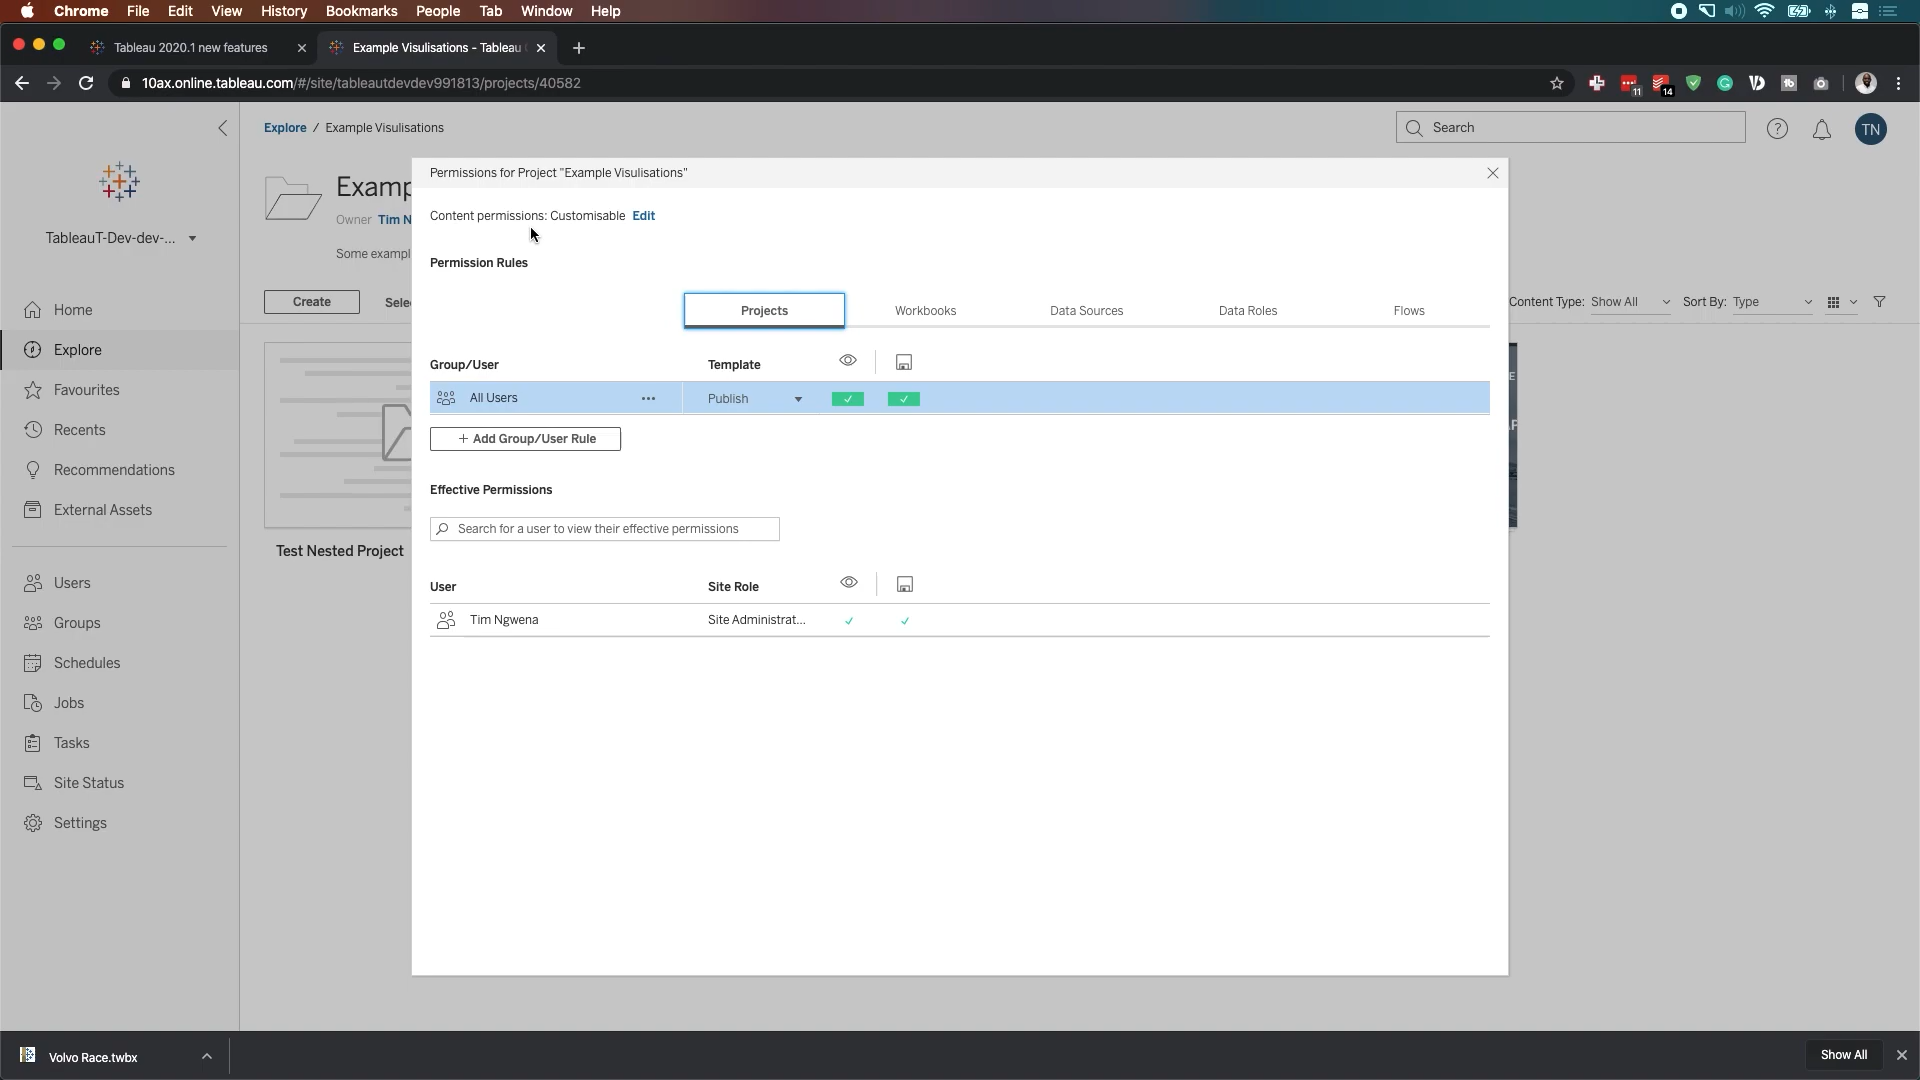 Chrome File Edit View History Bookmarks People Tab Window Help
Tableau 2020.1 new features
Example Visulisations - Tableau
10ax.online.tableau.com/#/site/tableautdevdev991813/projects/40582
11
14
Explore / Example Visulisations
Search
TN
Permissions for Project "Example Visulisations"
Examp
Owner Tim N
Some exampl
TableauT-Dev-dev-...
Content permissions: Customisable Edit
Permission Rules
Create
Sele
Content Type: Show All
Sort By: Type
Projects
Workbooks
Data Sources
Data Roles
Flows
Home
Explore
Favourites
Recents
Recommendations
External Assets
Users
Groups
Schedules
Jobs
Tasks
Site Status
Settings
Test Nested Project
Group/User
Template
All Users
Publish
+ Add Group/User Rule
Effective Permissions
Search for a user to view their effective permissions
User
Site Role
Tim Ngwena
Site Administrat...
Volvo Race.twbx
Show All